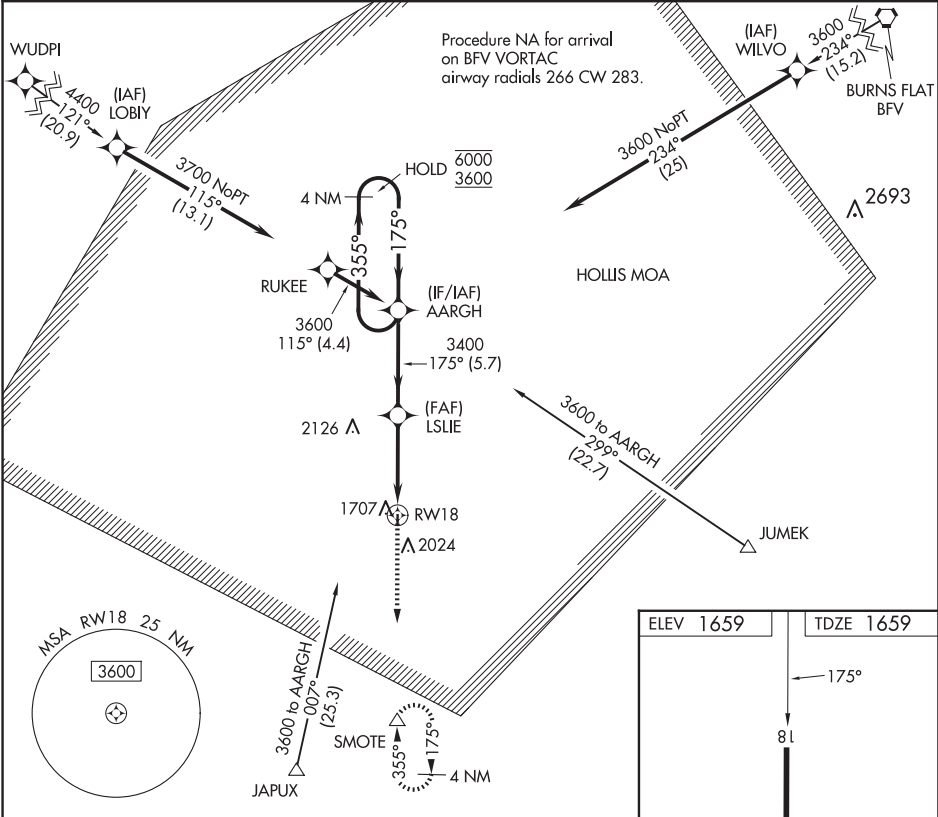 WUDPI
4400
121°
(20.9)
(IAF)
LOBIY
3700 NoPT
115°
(13.1)
Procedure NA for arrival
on BFV VORTAC
airway radials 266 CW 283.
(IAF)
WILVO
3600
234°
(15.2)
BURNS FLAT
BFV
3600 NoPT
234°
(25)
HOLD 6000
3600
4 NM
355°
175°
2693
HOLLIS MOA
RUKEE
(IF/IAF)
AARGH
3600
115° (4.4)
3400
175° (5.7)
(FAF)
LSLIE
2126
3600 to AARGH
299°
(22.7)
1707
RW18
2024
JUMEK
MSA RW18 25 NM
3600
3600 to AARGH
007°
(25.3)
JAPUX
SMOTE
355°
175°
4 NM
ELEV 1659
TDZE 1659
175°
18